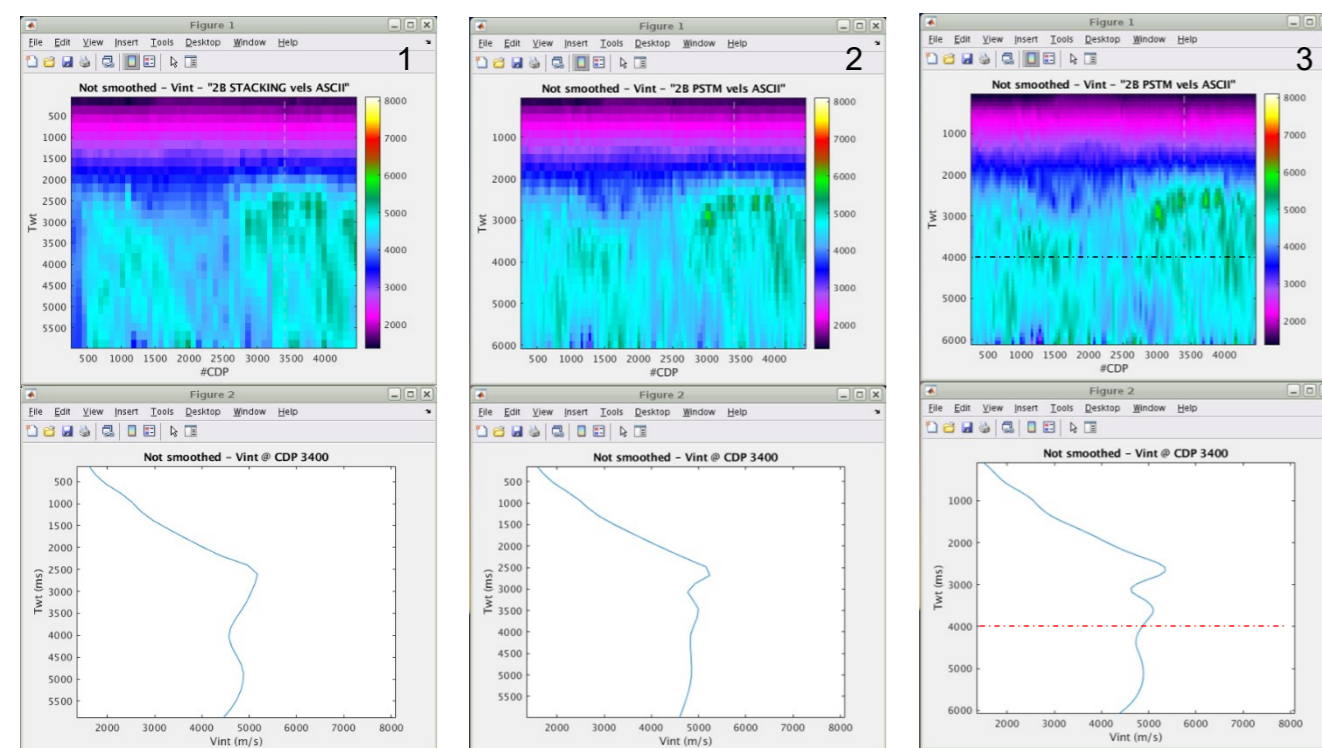 Figure 1
File Edit View Insert Tools Desktop Window Help
1
Not smoothed - Vint - "2B STACKING vels ASCII"
Twt
500
1000
1500
2000
2500
3000
3500
4000
4500
5000
5500
500 1000 1500 2000 2500 3000 3500 4000
#CDP
8000
7000
6000
5000
4000
3000
2000
Figure 2
File Edit View Insert Tools Desktop Window Help
Not smoothed - Vint @ CDP 3400
Twt (ms)
500
1000
1500
2000
2500
3000
3500
4000
4500
5000
5500
2000 3000 4000 5000 6000 7000 8000
Vint (m/s)
Figure 1
File Edit View Insert Tools Desktop Window Help
2
Not smoothed - Vint - "2B PSTM vels ASCII"
Twt
1000
2000
3000
4000
5000
6000
500 1000 1500 2000 2500 3000 3500 4000
#CDP
8000
7000
6000
5000
4000
3000
2000
Figure 2
File Edit View Insert Tools Desktop Window Help
Not smoothed - Vint @ CDP 3400
Twt (ms)
500
1000
1500
2000
2500
3000
3500
4000
4500
5000
5500
2000 3000 4000 5000 6000 7000 8000
Vint (m/s)
Figure 1
File Edit View Insert Tools Desktop Window Help
3
Not smoothed - Vint - "2B PSTM vels ASCII"
Twt
1000
2000
3000
4000
5000
6000
500 1000 1500 2000 2500 3000 3500 4000
#CDP
8000
7000
6000
5000
4000
3000
2000
Figure 2
File Edit View Insert Tools Desktop Window Help
Not smoothed - Vint @ CDP 3400
Twt (ms)
1000
2000
3000
4000
5000
6000
2000 3000 4000 5000 6000 7000 8000
Vint (m/s)